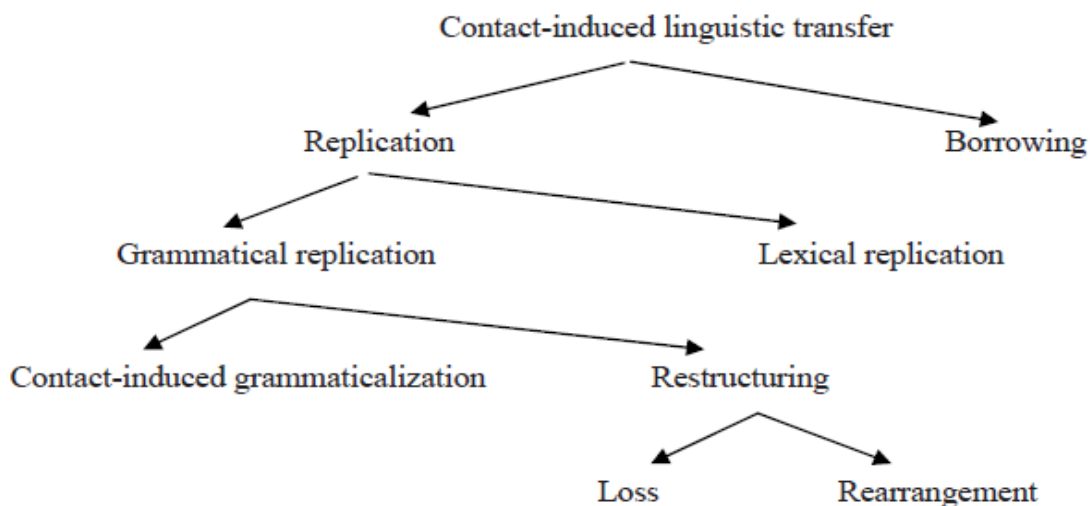 Contact-induced linguistic transfer
Replication
Borrowing
Grammatical replication
Lexical replication
Contact-induced grammaticalization
Restructuring
Loss
Rearrangement